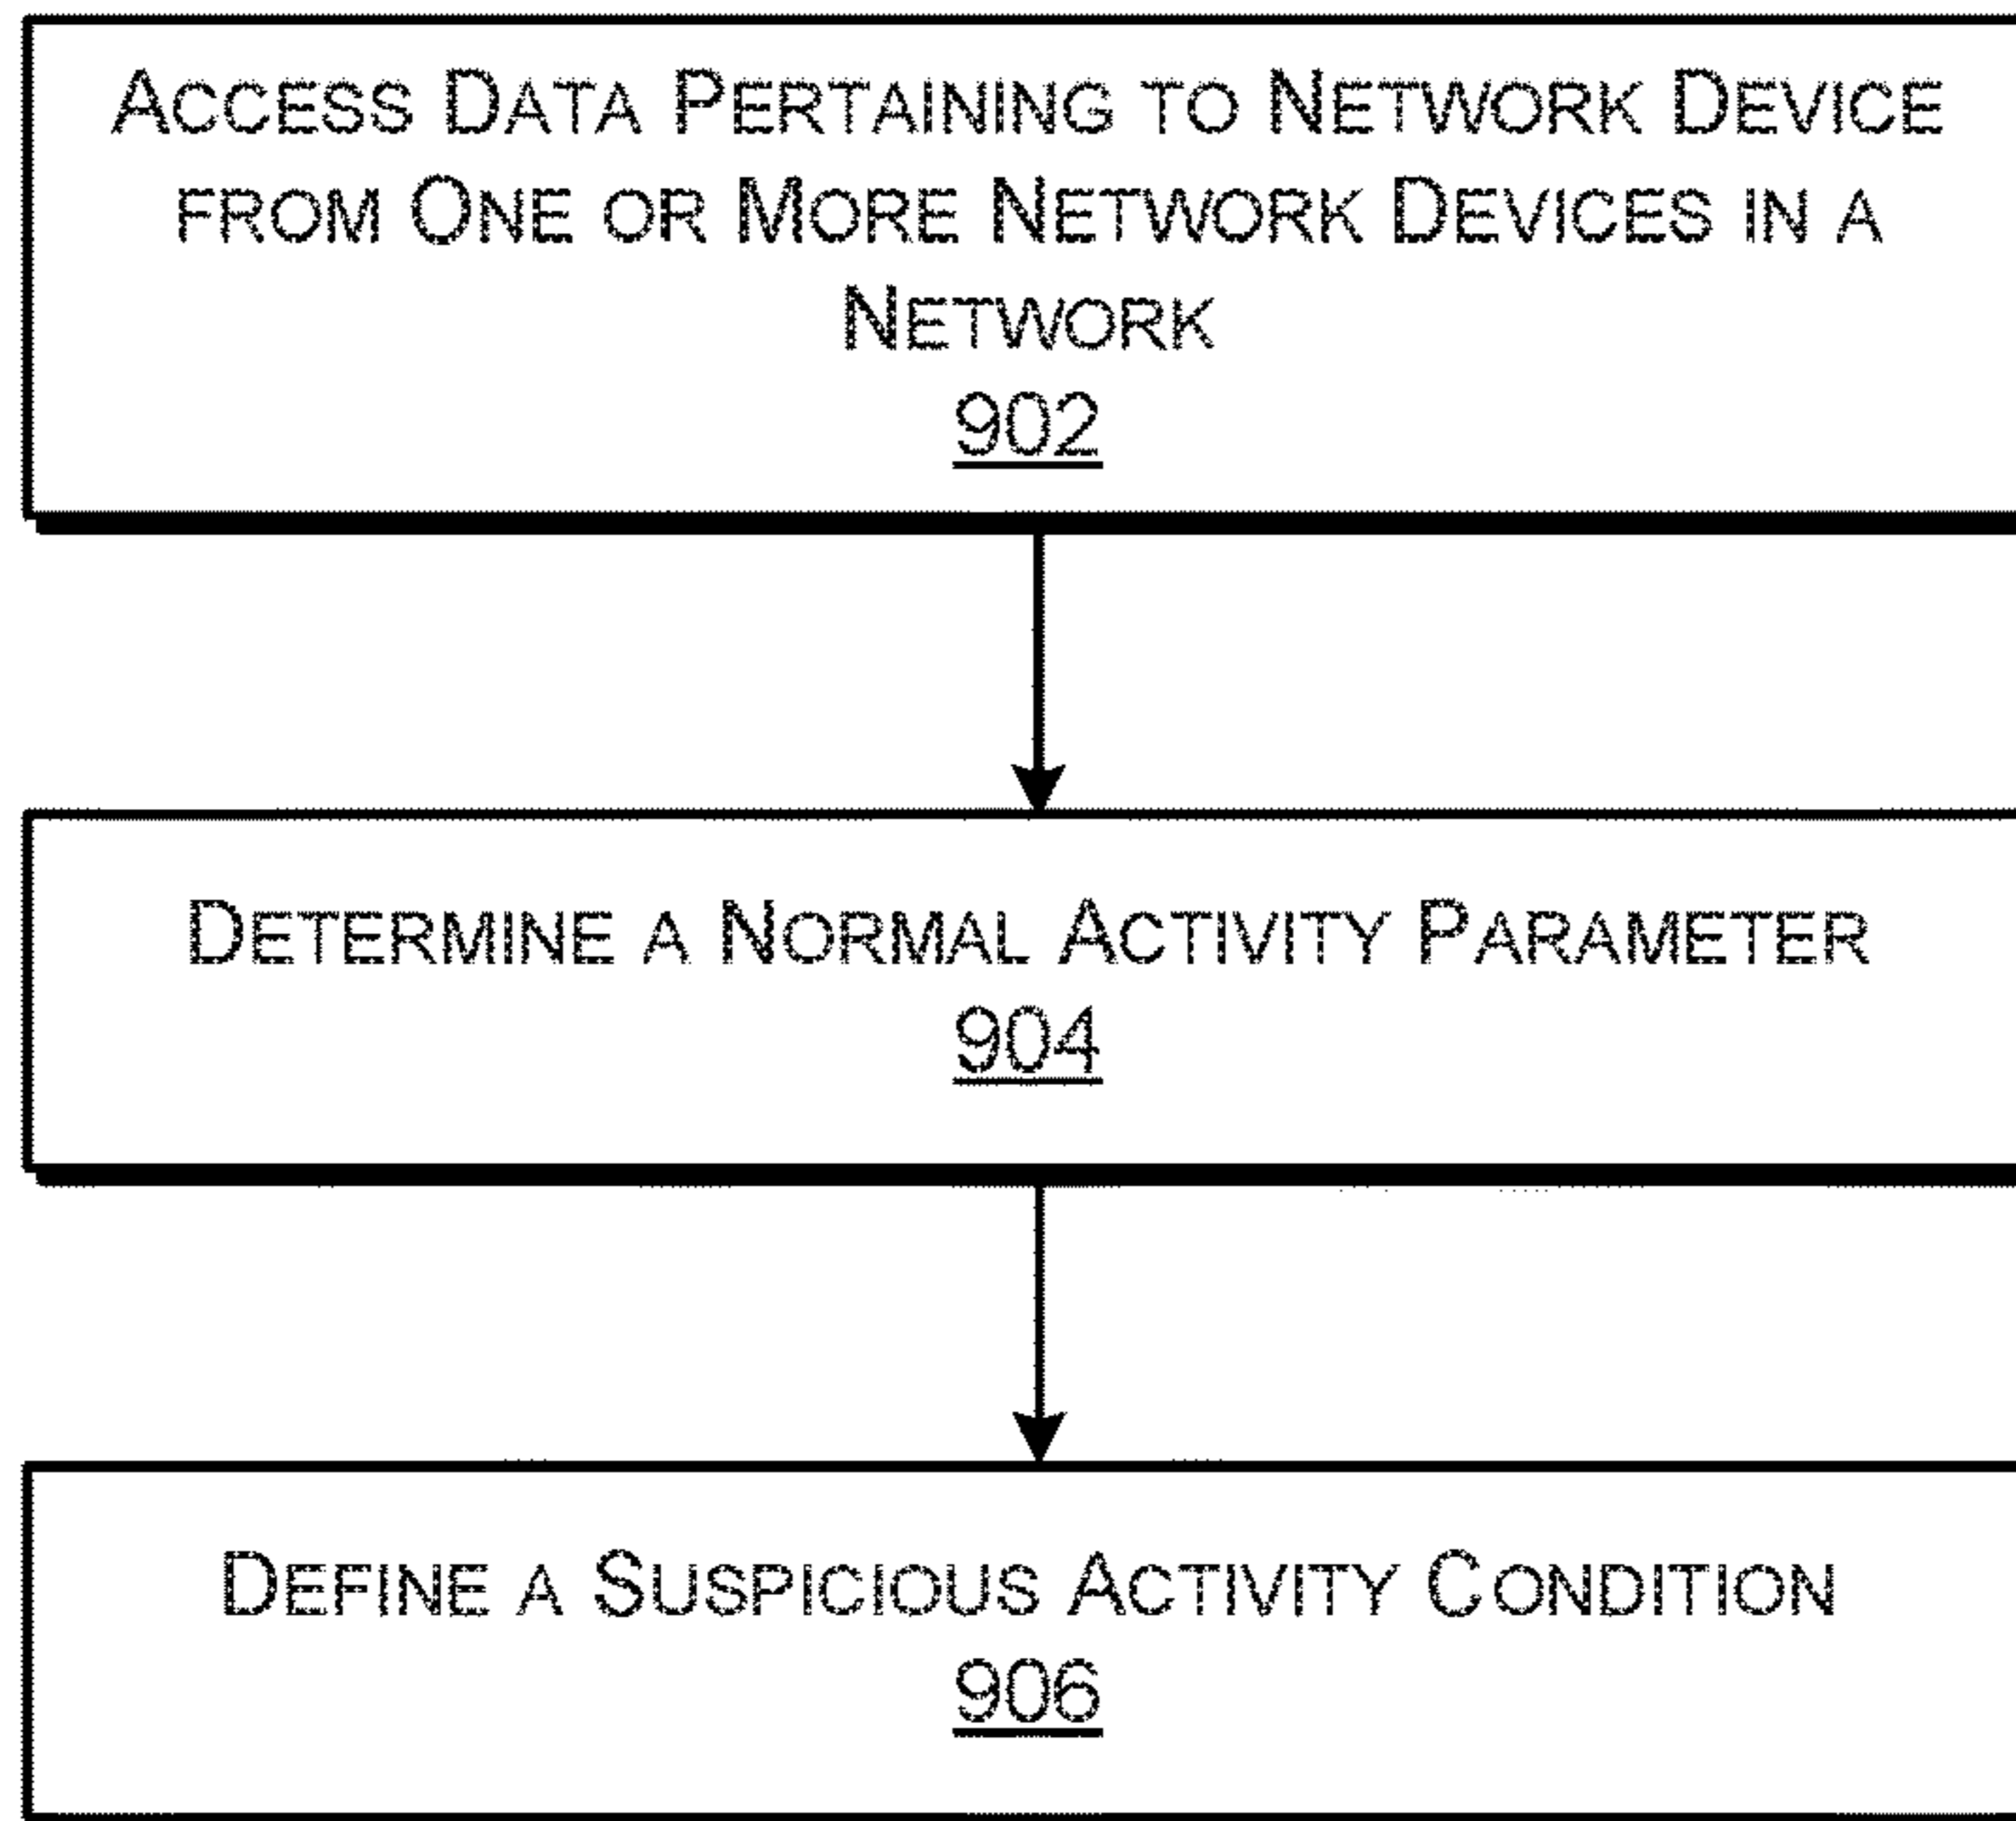 ACCESS DATA PERTAINING TO NETWORK DEVICE
FROM ONE OR MORE NETWORK DEVICES IN A
NETWORK
902
DETERMINE A NORMAL ACTIVITY PARAMETER
904
DEFINE A SUSPICIOUS ACTIVITY CONDITION
906